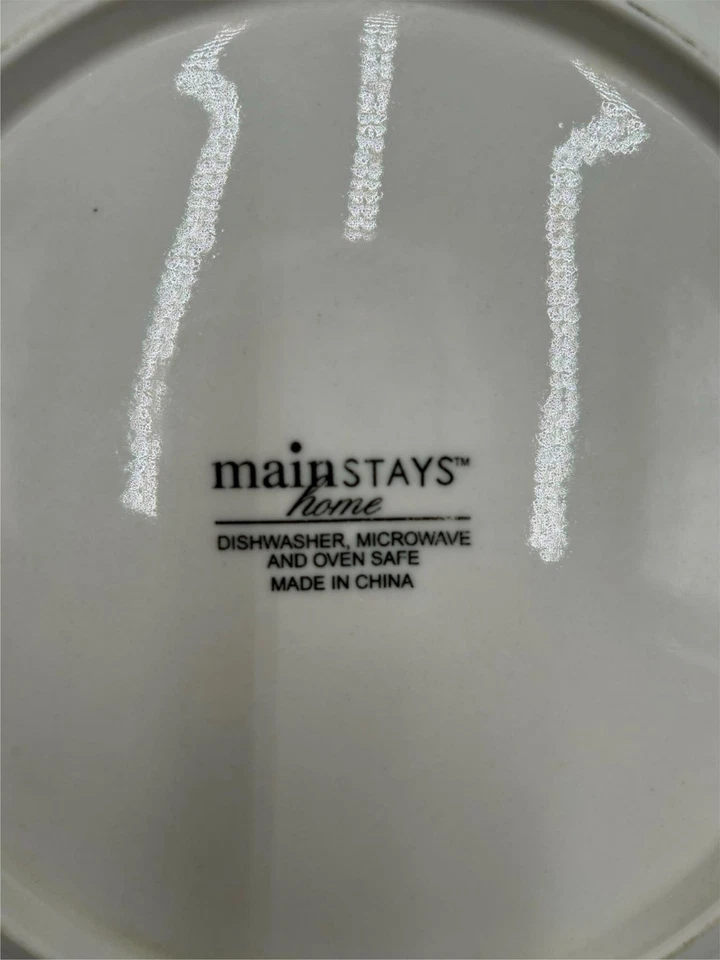 mainSTAYS™
home
DISHWASHER, MICROWAVE
AND OVEN SAFE
MADE IN CHINA